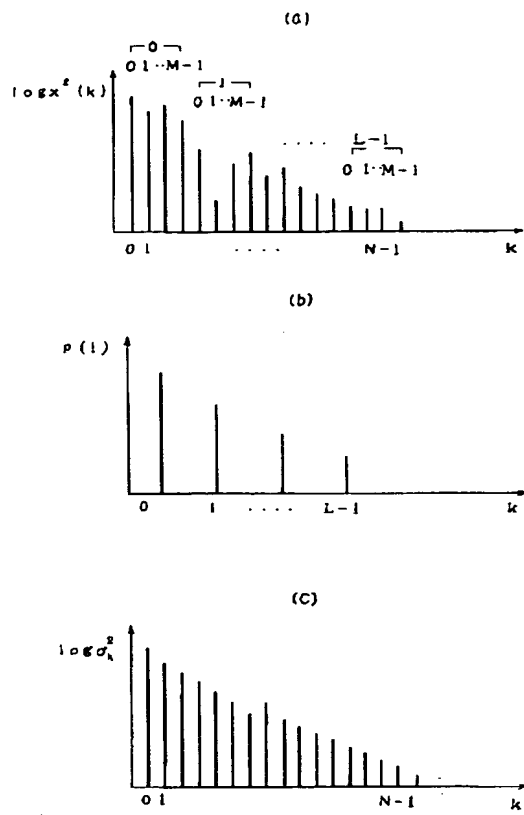 (a)
0
0 1 ‥ M-1
1
0 1 ‥ M-1
. . . .
L-1
0 1 ‥ M-1
log x² (k)
0 1
. . . .
N-1
k
(b)
P (l)
0
1
. . . .
L-1
k
(C)
log σ²ₖ
0 1
N-1
k